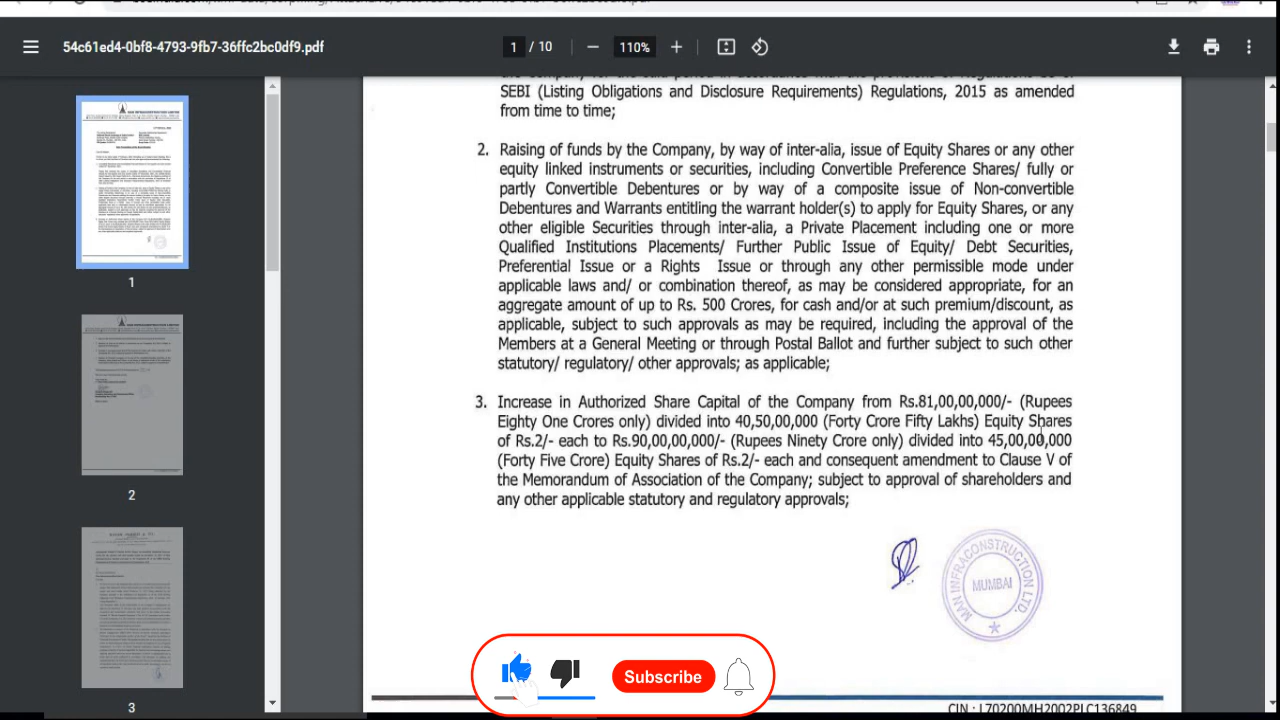 54c61ed4-0bf8-4793-9fb7-36ffc2bc0df9.pdf
1 / 10
110%
SEBI (Listing Obligations and Disclosure Requirements) Regulations, 2015 as amended
from time to time;
2. Raising of funds by the Company, by way of inter-alia, issue of Equity Shares or any other
equity linked instruments or securities, including Convertible Preference Shares/ fully or
partly Convertible Debentures or by way of a composite issue of Non-convertible
Debentures and Warrants entitling the warrant holder(s) to apply for Equity Shares, or any
other eligible Securities through inter-alia, a Private Placement including one or more
Qualified Institutions Placements/ Further Public Issue of Equity/ Debt Securities,
Preferential Issue or a Rights Issue or through any other permissible mode under
applicable laws and/ or combination thereof, as may be considered appropriate, for an
aggregate amount of up to Rs. 500 Crores, for cash and/or at such premium/discount, as
applicable, subject to such approvals as may be required, including the approval of the
Members at a General Meeting or through Postal Ballot and further subject to such other
statutory/ regulatory/ other approvals; as applicable;
3. Increase in Authorized Share Capital of the Company from Rs.81,00,00,000/- (Rupees
Eighty One Crores only) divided into 40,50,00,000 (Forty Crore Fifty Lakhs) Equity Shares
of Rs.2/- each to Rs.90,00,00,000/- (Rupees Ninety Crore only) divided into 45,00,00,000
(Forty Five Crore) Equity Shares of Rs.2/- each and consequent amendment to Clause V of
the Memorandum of Association of the Company; subject to approval of shareholders and
any other applicable statutory and regulatory approvals;
MUMBAI
1
2
3
Subscribe
CIN : L70200MH2002PLC136849